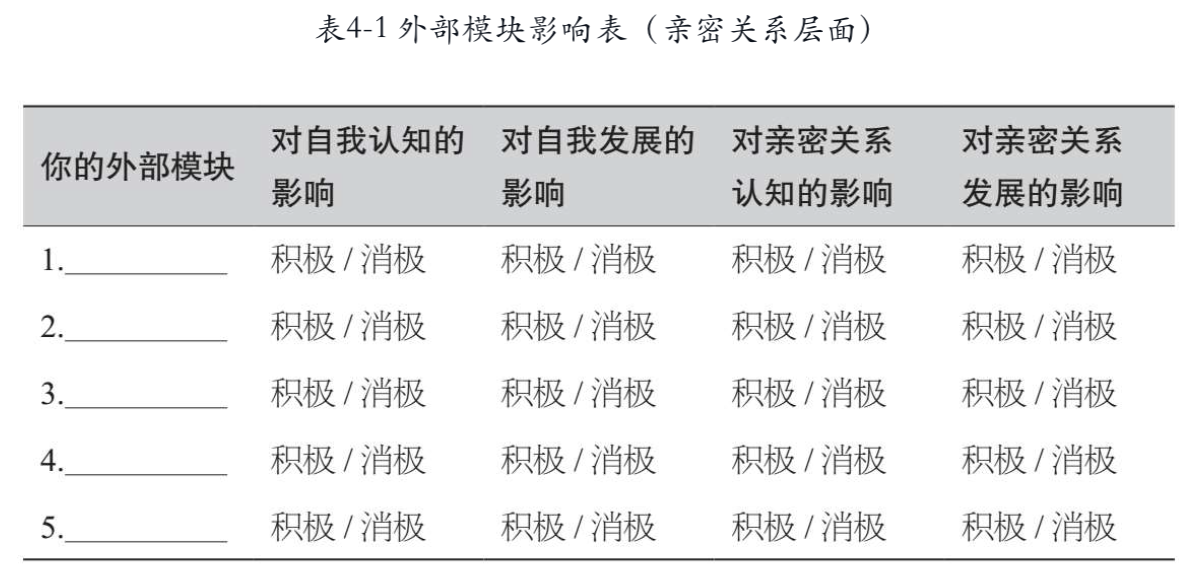 表4-1 外部模块影响表（亲密关系层面）
你的外部模块 对自我认知的影响 对自我发展的影响 对亲密关系认知的影响 对亲密关系发展的影响
1.___________ 积极 / 消极 积极 / 消极 积极 / 消极 积极 / 消极
2.___________ 积极 / 消极 积极 / 消极 积极 / 消极 积极 / 消极
3.___________ 积极 / 消极 积极 / 消极 积极 / 消极 积极 / 消极
4.___________ 积极 / 消极 积极 / 消极 积极 / 消极 积极 / 消极
5.___________ 积极 / 消极 积极 / 消极 积极 / 消极 积极 / 消极